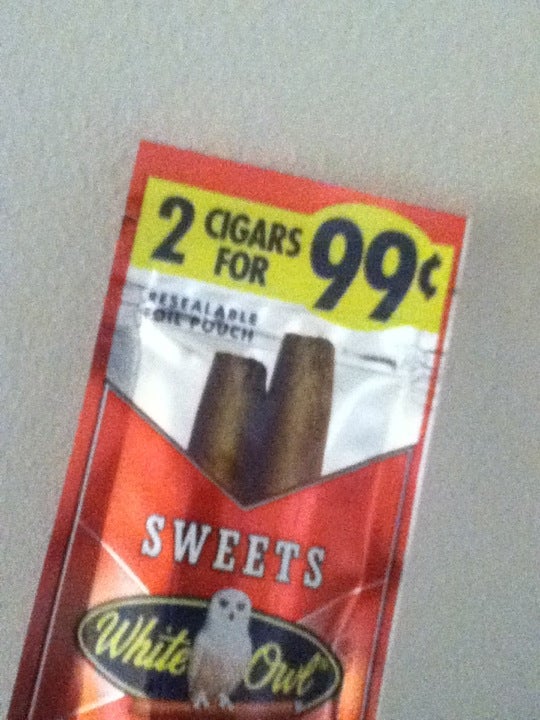 2 CIGARS FOR 99¢
RESEALABLE
FOIL POUCH
SWEETS
White Owl